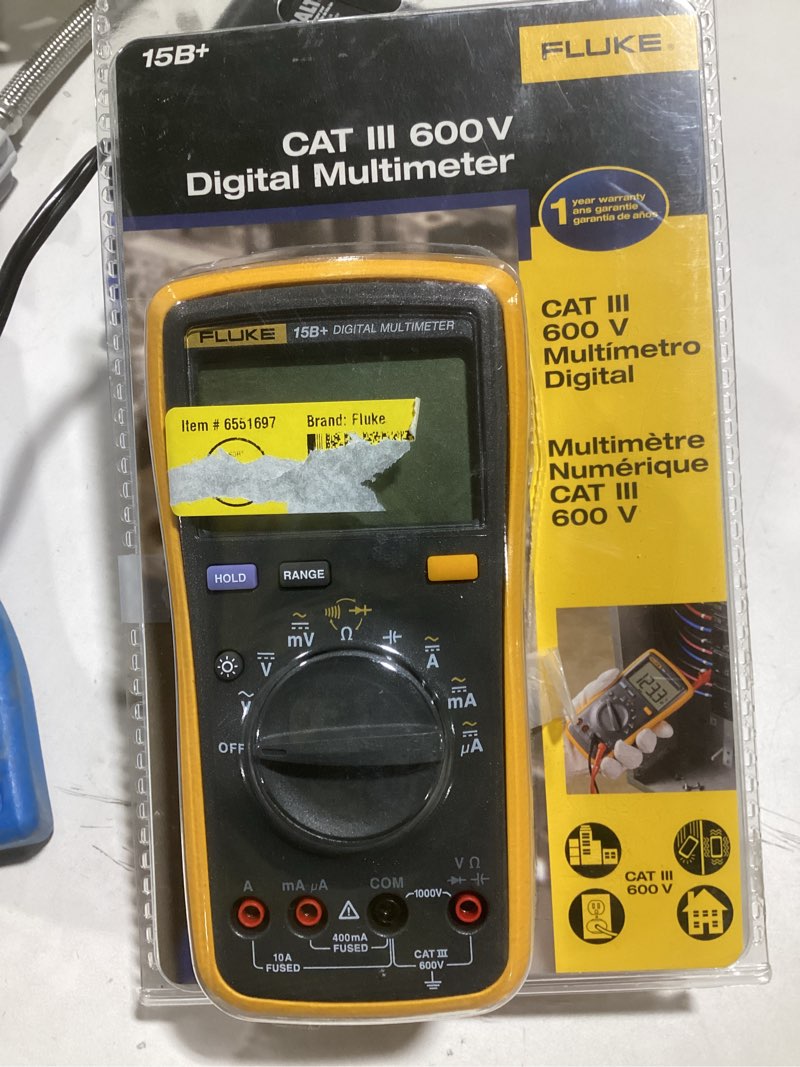 15B+
FLUKE®
CAT III 600 V
Digital Multimeter
1 year warranty
ans garantie
garantia de años
CAT III
600 V
Multímetro
Digital
Multimètre
Numérique
CAT III
600 V
FLUKE 15B+ DIGITAL MULTIMETER
Item # 6551697 Brand: Fluke
HOLD RANGE
mV
Ω
V
A
V
mA
OFF
µA
A mA µA COM V Ω
1000V
400mA
FUSED
10A
FUSED
CAT III
600V
CAT III
600 V